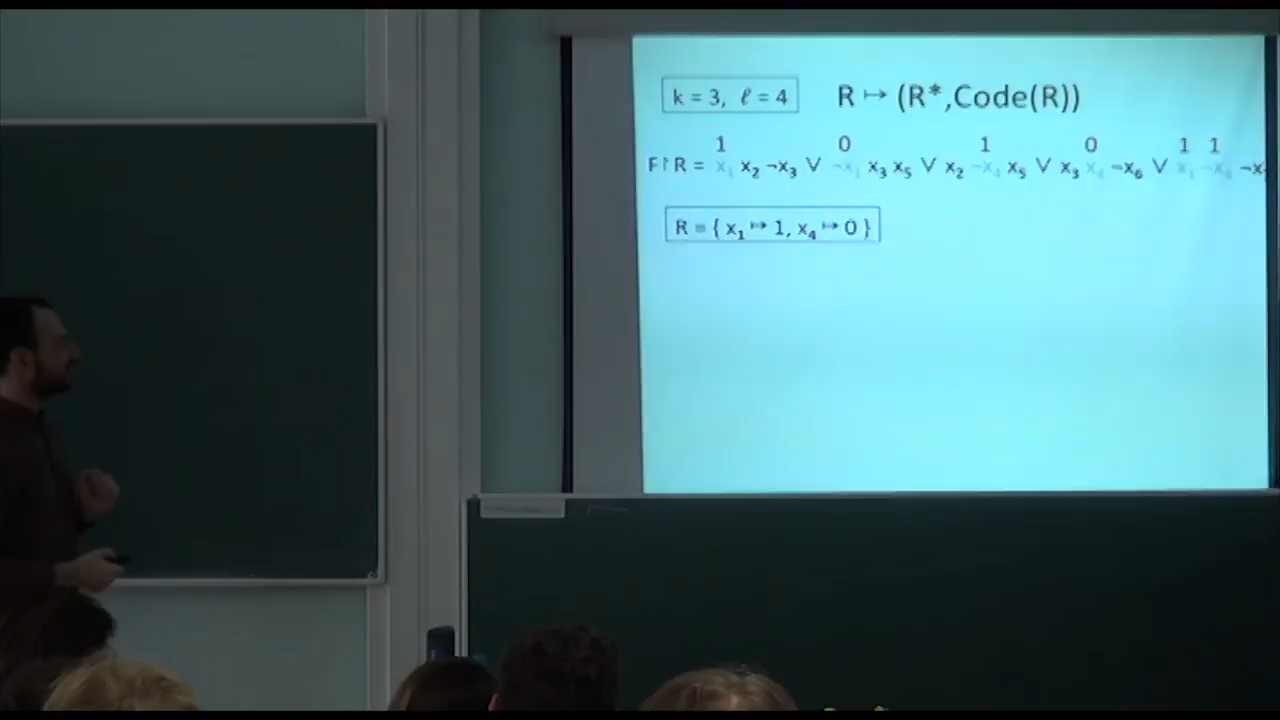 k = 3, ℓ = 4
R ↦ (R*,Code(R))
1 0 1 0 1 1
F↾R = x₁ x₂ ¬x₃ ∨ ¬x₁ x₃ x₅ ∨ x₂ ¬x₄ x₅ ∨ x₃ x₄ ¬x₆ ∨ x₁ ¬x₄
R = { x₁ ↦ 1, x₄ ↦ 0 }